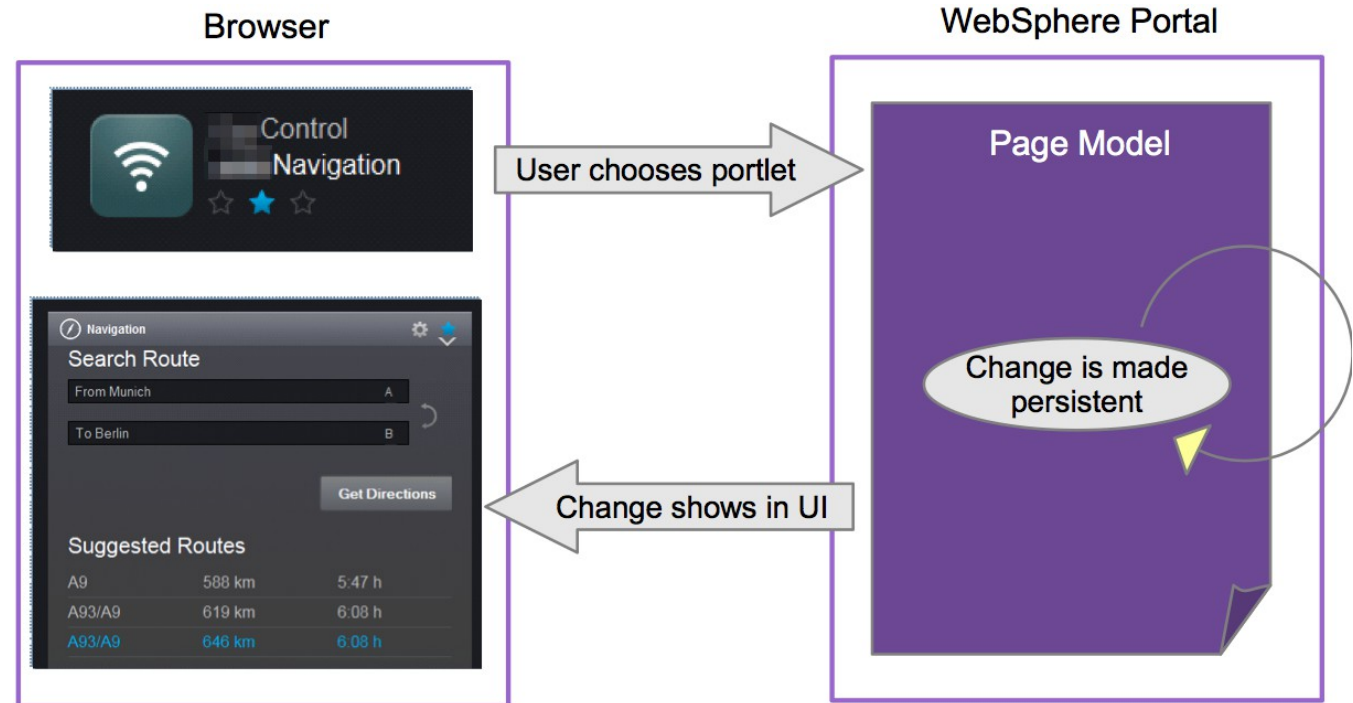 Browser
WebSphere Portal
Control
Navigation
User chooses portlet
Page Model
Navigation
Search Route
From Munich A
To Berlin B
Get Directions
Suggested Routes
A9 588 km 5:47 h
A93/A9 619 km 6:08 h
A93/A9 646 km 6:08 h
Change is made
persistent
Change shows in UI